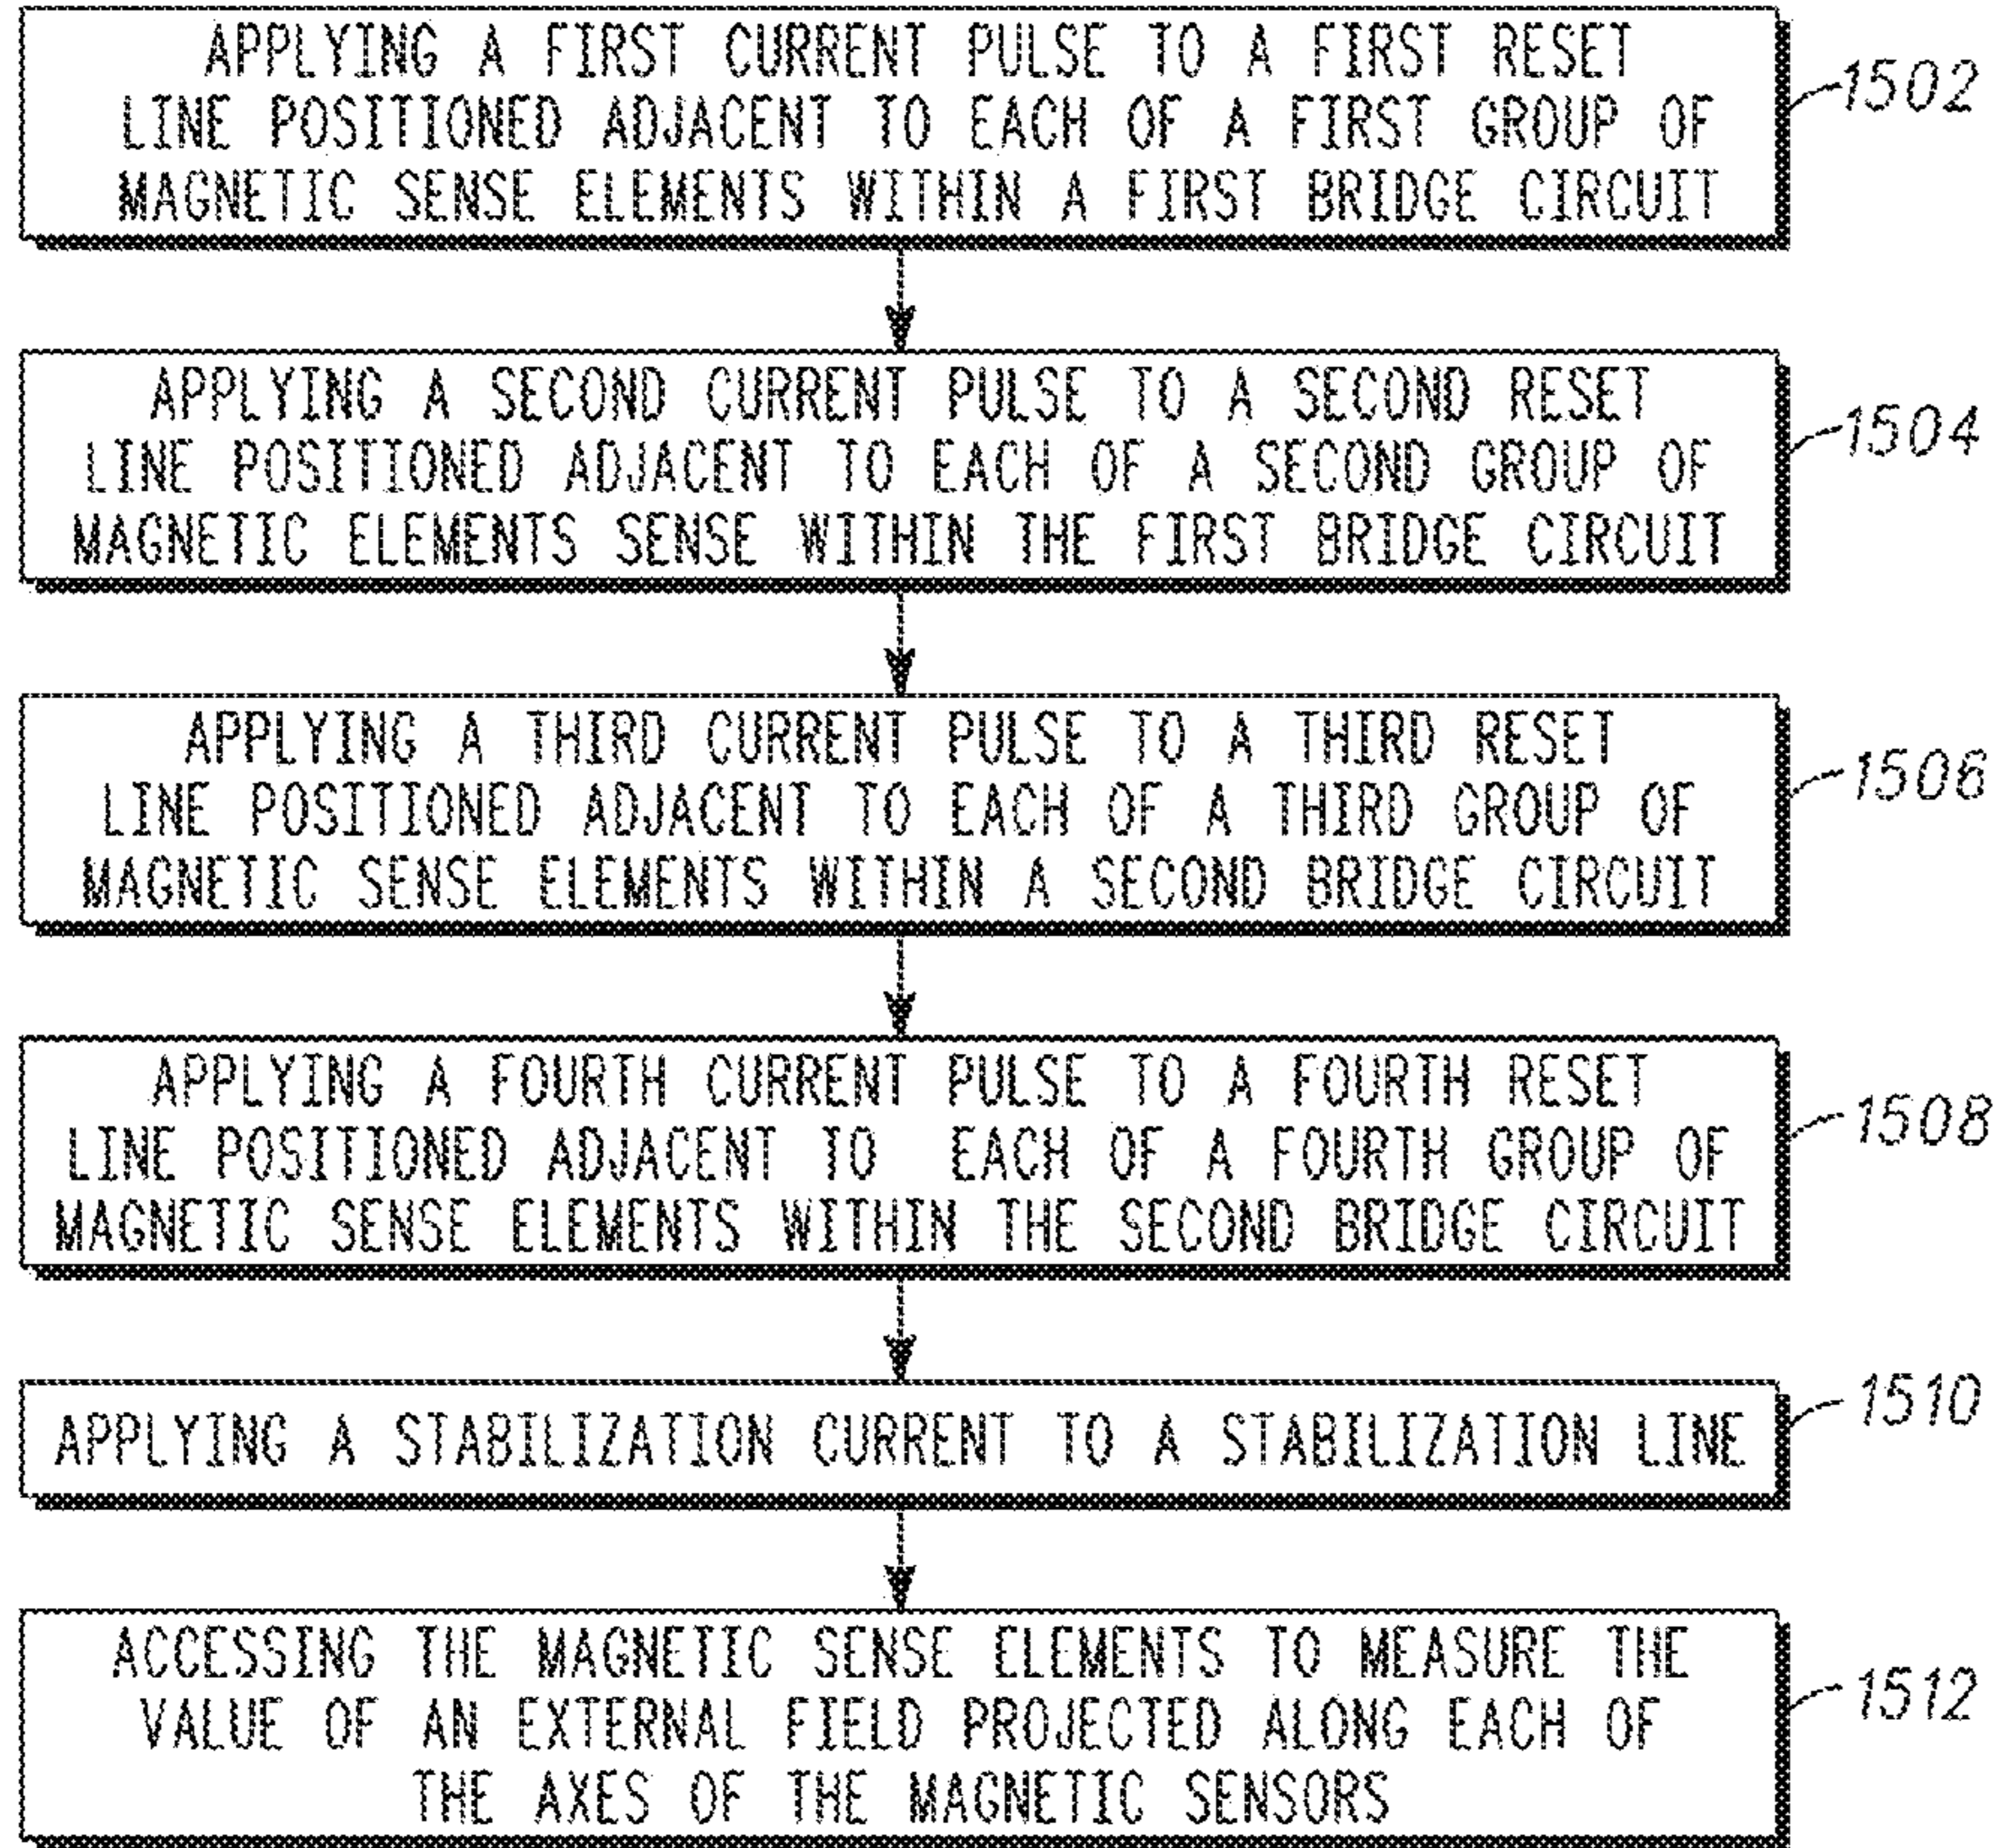 APPLYING A FIRST CURRENT PULSE TO A FIRST RESET
LINE POSITIONED ADJACENT TO EACH OF A FIRST GROUP OF
MAGNETIC SENSE ELEMENTS WITHIN A FIRST BRIDGE CIRCUIT
1502
APPLYING A SECOND CURRENT PULSE TO A SECOND RESET
LINE POSITIONED ADJACENT TO EACH OF A SECOND GROUP OF
MAGNETIC ELEMENTS SENSE WITHIN THE FIRST BRIDGE CIRCUIT
1504
APPLYING A THIRD CURRENT PULSE TO A THIRD RESET
LINE POSITIONED ADJACENT TO EACH OF A THIRD GROUP OF
MAGNETIC SENSE ELEMENTS WITHIN A SECOND BRIDGE CIRCUIT
1506
APPLYING A FOURTH CURRENT PULSE TO A FOURTH RESET
LINE POSITIONED ADJACENT TO EACH OF A FOURTH GROUP OF
MAGNETIC SENSE ELEMENTS WITHIN THE SECOND BRIDGE CIRCUIT
1508
APPLYING A STABILIZATION CURRENT TO A STABILIZATION LINE
1510
ACCESSING THE MAGNETIC SENSE ELEMENTS TO MEASURE THE
VALUE OF AN EXTERNAL FIELD PROJECTED ALONG EACH OF
THE AXES OF THE MAGNETIC SENSORS
1512